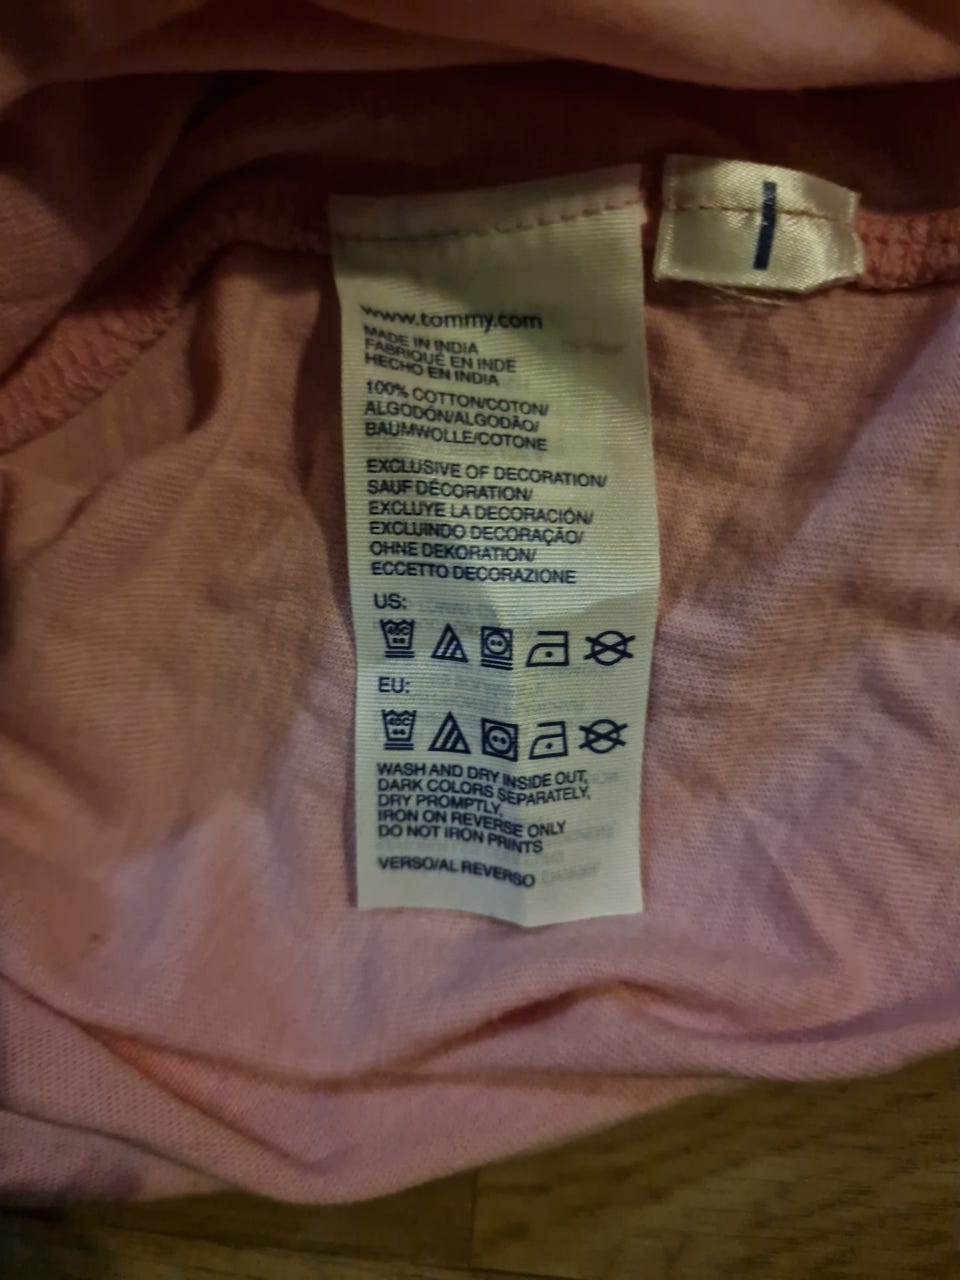 www.tommy.com
MADE IN INDIA
FABRIQUÉ EN INDE
HECHO EN INDIA
100% COTTON/COTON/
ALGODÓN/ALGODÃO/
BAUMWOLLE/COTONE
EXCLUSIVE OF DECORATION/
SAUF DÉCORATION/
EXCLUYE LA DECORACIÓN/
EXCLUINDO DECORAÇÃO/
OHNE DEKORATION/
ECCETTO DECORAZIONE
US:
40C
EU:
40C
WASH AND DRY INSIDE OUT,
DARK COLORS SEPARATELY,
DRY PROMPTLY,
IRON ON REVERSE ONLY
DO NOT IRON PRINTS
VERSO/AL REVERSO